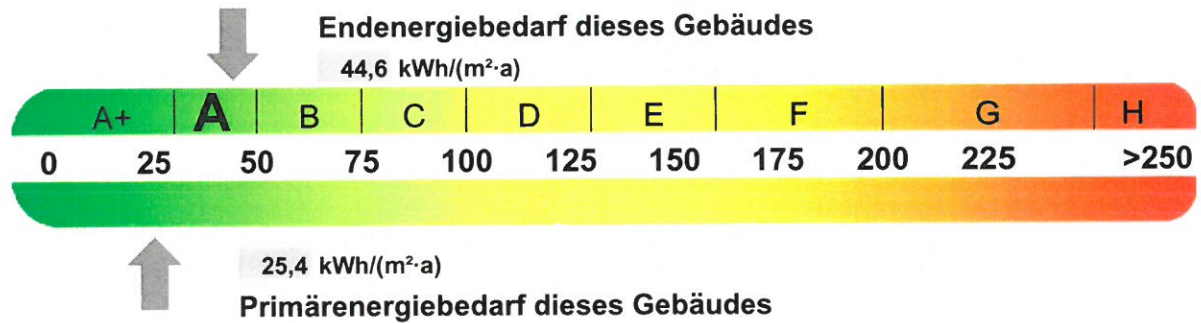 Endenergiebedarf dieses Gebäudes
44,6 kWh/(m²·a)
A+ A B C D E F G H
0 25 50 75 100 125 150 175 200 225 >250
25,4 kWh/(m²·a)
Primärenergiebedarf dieses Gebäudes